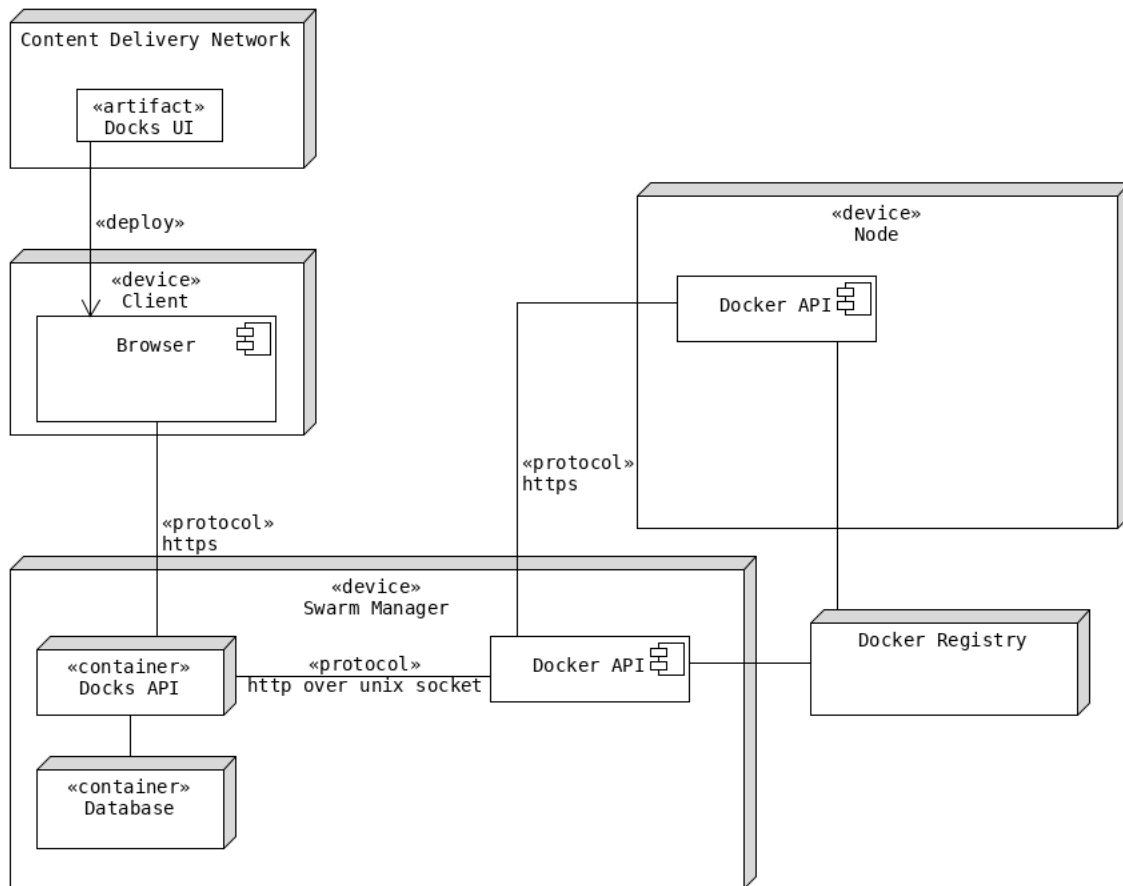 Content Delivery Network
«artifact»
Docks UI
«deploy»
«device»
Client
Browser
«device»
Node
Docker API
«protocol»
https
«protocol»
https
«device»
Swarm Manager
«container»
Docks API
«protocol»
http over unix socket
Docker API
Docker Registry
«container»
Database